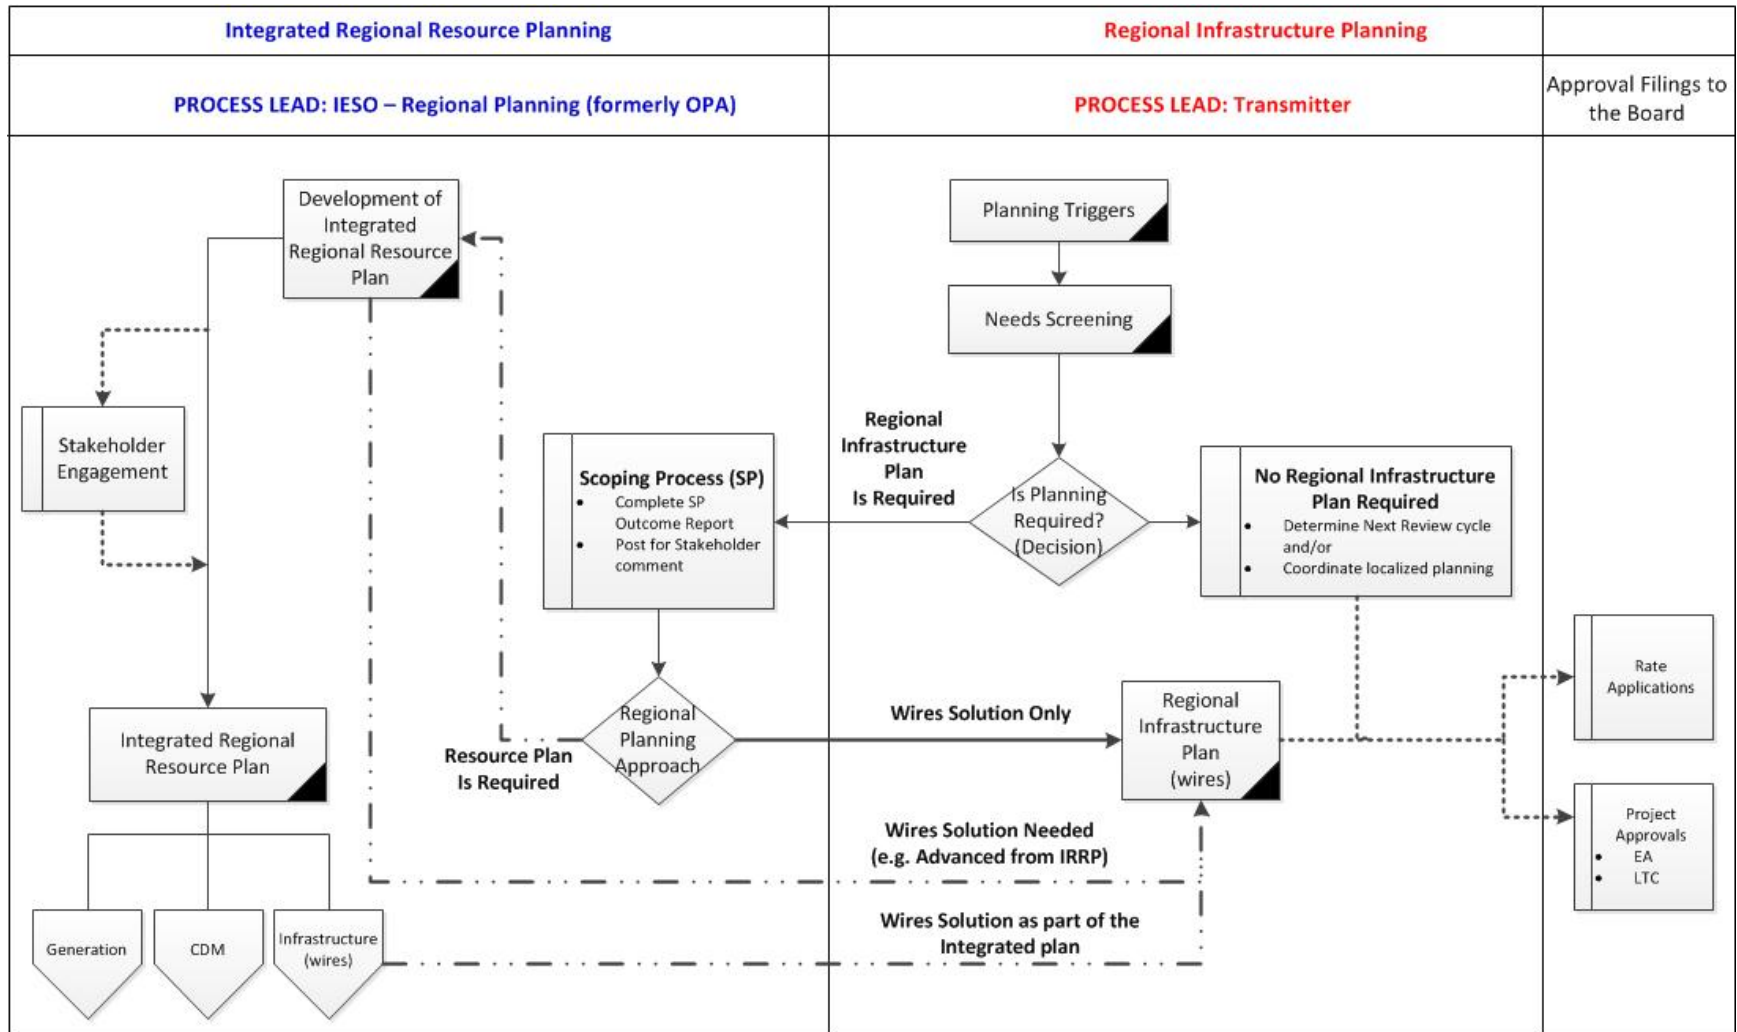 Integrated Regional Resource Planning
Regional Infrastructure Planning
PROCESS LEAD: IESO – Regional Planning (formerly OPA)
PROCESS LEAD: Transmitter
Approval Filings to
the Board
Development of
Integrated
Regional Resource
Plan
Planning Triggers
Needs Screening
Stakeholder
Engagement
Scoping Process (SP)
• Complete SP
Outcome Report
• Post for Stakeholder
comment
Regional
Infrastructure
Plan
Is Required
Is Planning
Required?
(Decision)
No Regional Infrastructure
Plan Required
• Determine Next Review cycle
and/or
• Coordinate localized planning
Integrated Regional
Resource Plan
Resource Plan
Is Required
Regional
Planning
Approach
Wires Solution Only
Regional
Infrastructure
Plan
(wires)
Rate
Applications
Wires Solution Needed
(e.g. Advanced from IRRP)
Project
Approvals
• EA
• LTC
Generation
CDM
Infrastructure
(wires)
Wires Solution as part of the
Integrated plan